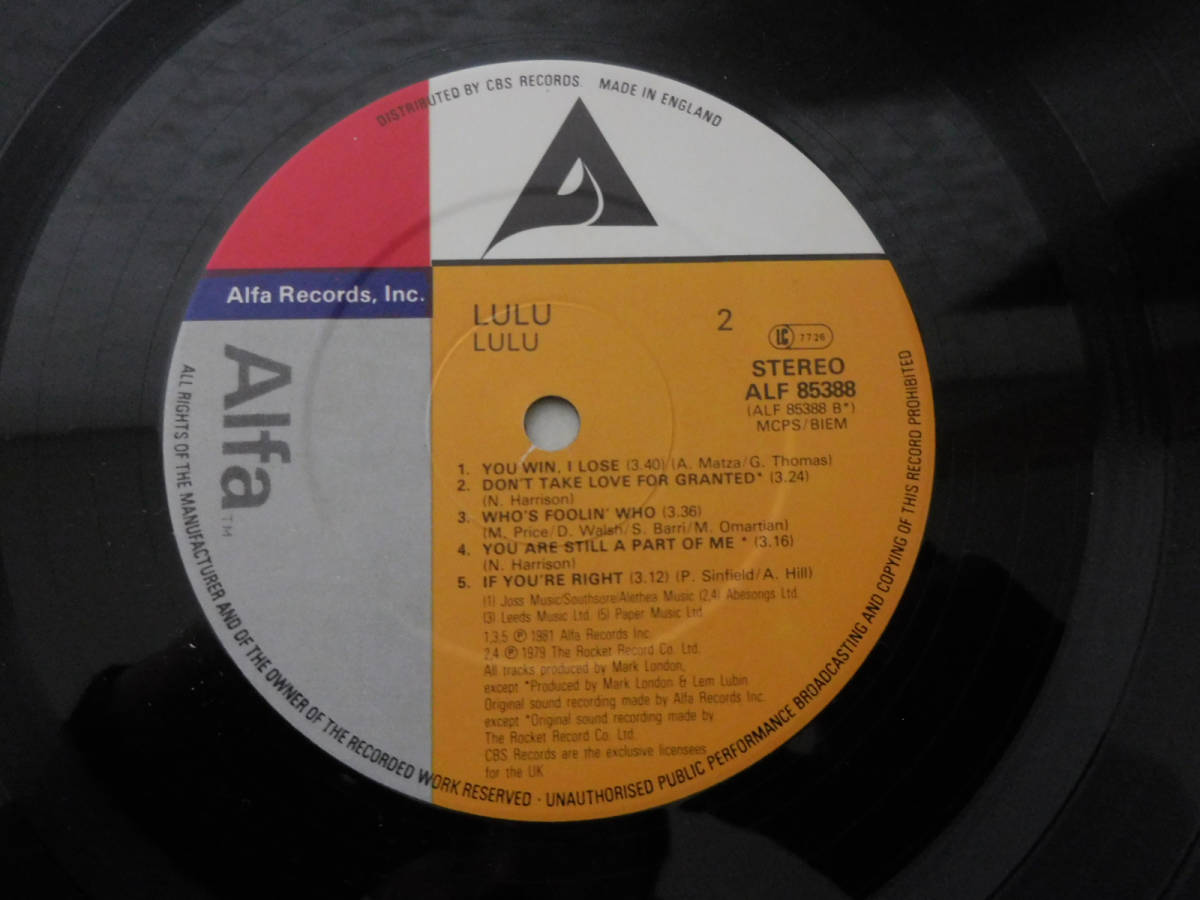 DISTRIBUTED BY CBS RECORDS. MADE IN ENGLAND
Alfa Records, Inc.
Alfa™
LULU
LULU
2
LC 7726
STEREO
ALF 85388
(ALF 85388 B*)
MCPS/BIEM
1. YOU WIN, I LOSE (3.40) (A. Matza/G. Thomas)
2. DON'T TAKE LOVE FOR GRANTED* (3.24)
(N. Harrison)
3. WHO'S FOOLIN' WHO (3.36)
(M. Price/D. Walsh/S. Barri/M. Omartian)
4. YOU ARE STILL A PART OF ME * (3.16)
(N. Harrison)
5. IF YOU'RE RIGHT (3.12) (P. Sinfield/A. Hill)
(1) Joss Music/Southsore/Alethea Music (2,4) Abesongs Ltd.
(3) Leeds Music Ltd. (5) Paper Music Ltd.
1,3,5 ℗ 1981 Alfa Records Inc.
2,4 ℗ 1979 The Rocket Record Co. Ltd.
All tracks produced by Mark London,
except *Produced by Mark London & Lem Lubin
Original sound recording made by Alfa Records Inc.
except *Original sound recording made by
The Rocket Record Co. Ltd.
CBS Records are the exclusive licensees
for the UK
ALL RIGHTS OF THE MANUFACTURER AND OF THE OWNER OF THE RECORDED WORK RESERVED · UNAUTHORISED PUBLIC PERFORMANCE BROADCASTING AND COPYING OF THIS RECORD PROHIBITED